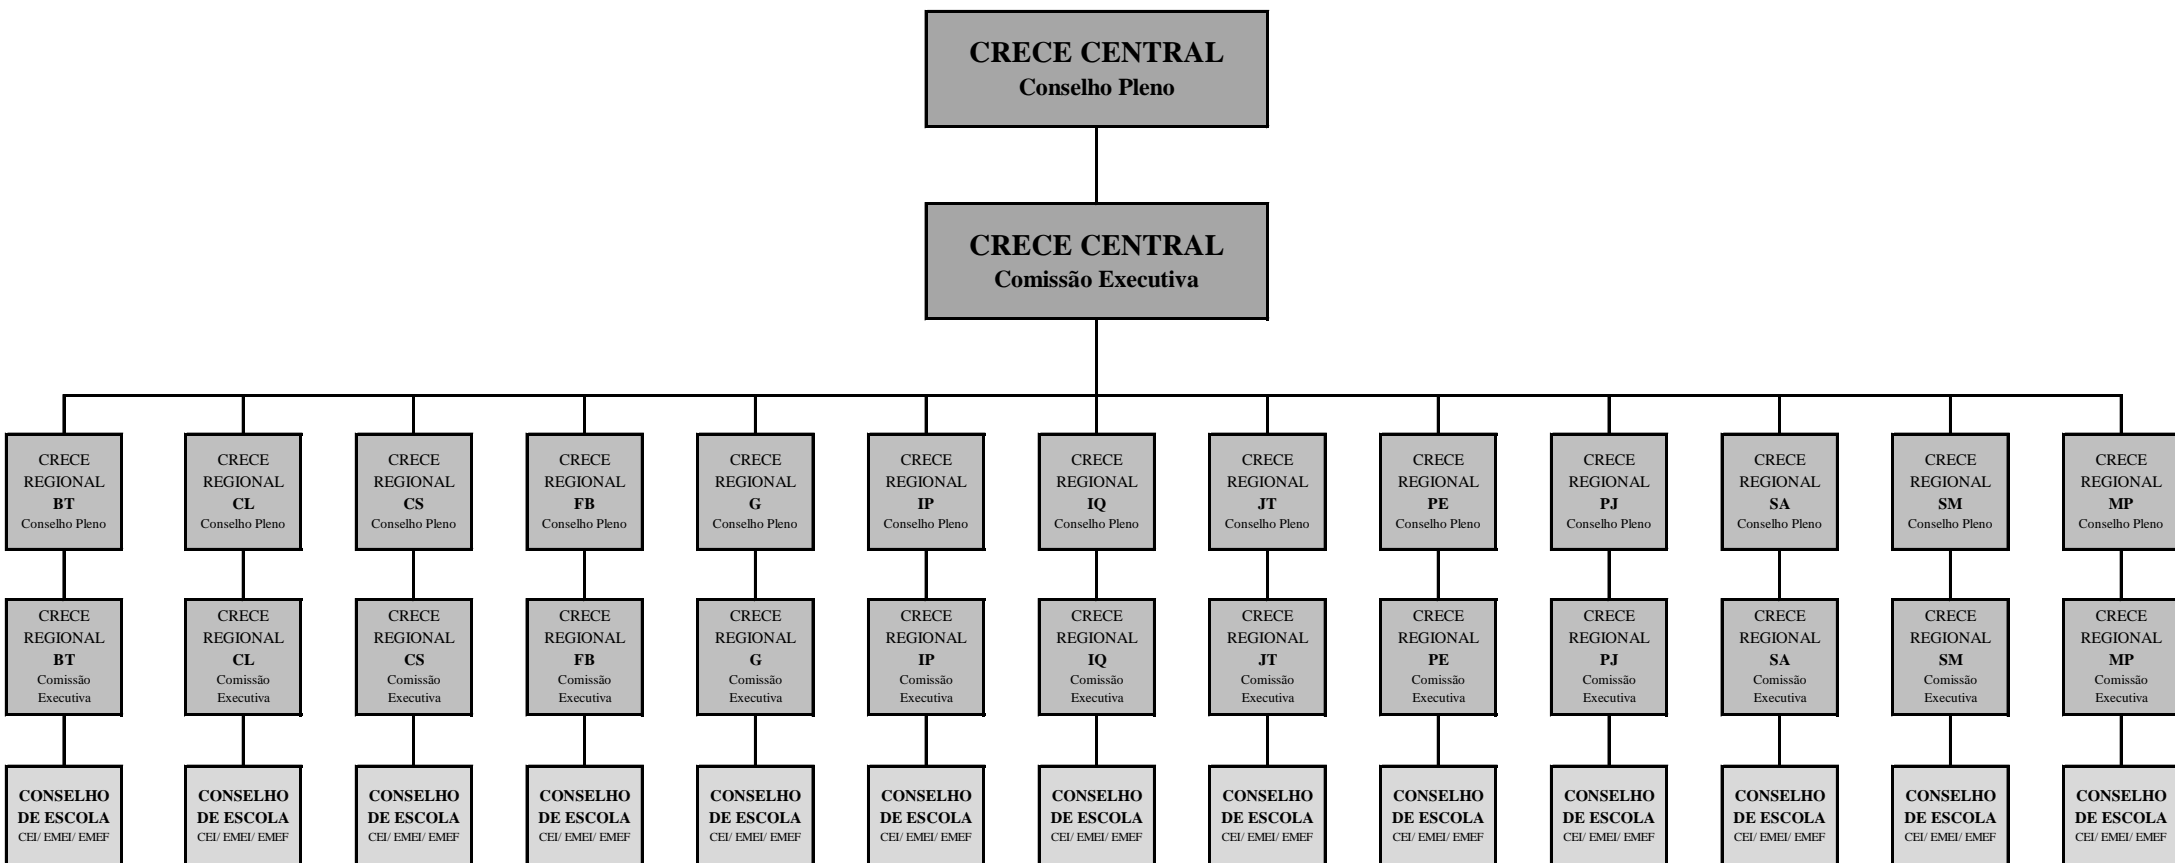 CRECE CENTRAL
Conselho Pleno
CRECE CENTRAL
Comissão Executiva
CRECE
REGIONAL
BT
Conselho Pleno
CRECE
REGIONAL
CL
Conselho Pleno
CRECE
REGIONAL
CS
Conselho Pleno
CRECE
REGIONAL
FB
Conselho Pleno
CRECE
REGIONAL
G
Conselho Pleno
CRECE
REGIONAL
IP
Conselho Pleno
CRECE
REGIONAL
IQ
Conselho Pleno
CRECE
REGIONAL
JT
Conselho Pleno
CRECE
REGIONAL
PE
Conselho Pleno
CRECE
REGIONAL
PJ
Conselho Pleno
CRECE
REGIONAL
SA
Conselho Pleno
CRECE
REGIONAL
SM
Conselho Pleno
CRECE
REGIONAL
MP
Conselho Pleno
CRECE
REGIONAL
BT
Comissão
Executiva
CRECE
REGIONAL
CL
Comissão
Executiva
CRECE
REGIONAL
CS
Comissão
Executiva
CRECE
REGIONAL
FB
Comissão
Executiva
CRECE
REGIONAL
G
Comissão
Executiva
CRECE
REGIONAL
IP
Comissão
Executiva
CRECE
REGIONAL
IQ
Comissão
Executiva
CRECE
REGIONAL
JT
Comissão
Executiva
CRECE
REGIONAL
PE
Comissão
Executiva
CRECE
REGIONAL
PJ
Comissão
Executiva
CRECE
REGIONAL
SA
Comissão
Executiva
CRECE
REGIONAL
SM
Comissão
Executiva
CRECE
REGIONAL
MP
Comissão
Executiva
CONSELHO
DE ESCOLA
CEI/ EMEI/ EMEF
CONSELHO
DE ESCOLA
CEI/ EMEI/ EMEF
CONSELHO
DE ESCOLA
CEI/ EMEI/ EMEF
CONSELHO
DE ESCOLA
CEI/ EMEI/ EMEF
CONSELHO
DE ESCOLA
CEI/ EMEI/ EMEF
CONSELHO
DE ESCOLA
CEI/ EMEI/ EMEF
CONSELHO
DE ESCOLA
CEI/ EMEI/ EMEF
CONSELHO
DE ESCOLA
CEI/ EMEI/ EMEF
CONSELHO
DE ESCOLA
CEI/ EMEI/ EMEF
CONSELHO
DE ESCOLA
CEI/ EMEI/ EMEF
CONSELHO
DE ESCOLA
CEI/ EMEI/ EMEF
CONSELHO
DE ESCOLA
CEI/ EMEI/ EMEF
CONSELHO
DE ESCOLA
CEI/ EMEI/ EMEF